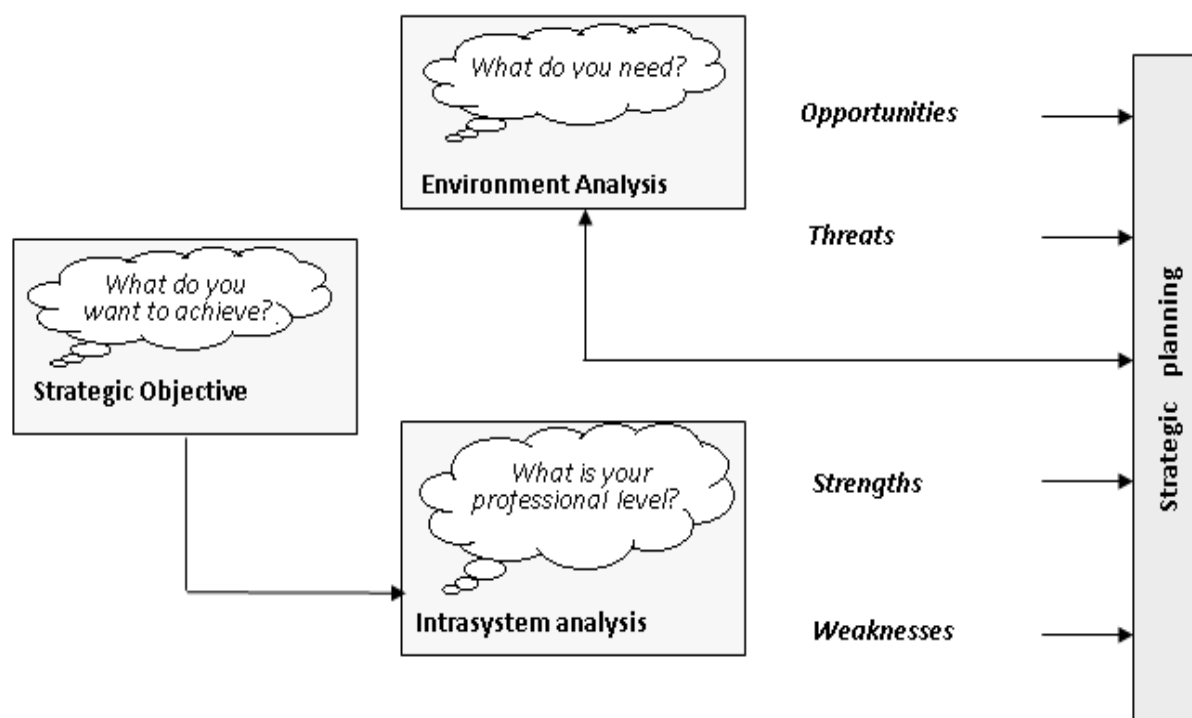 What do you need?
Environment Analysis
Opportunities
Threats
What do you
want to achieve?
Strategic Objective
What is your
professional level?
Intrasystem analysis
Strengths
Weaknesses
Strategic planning